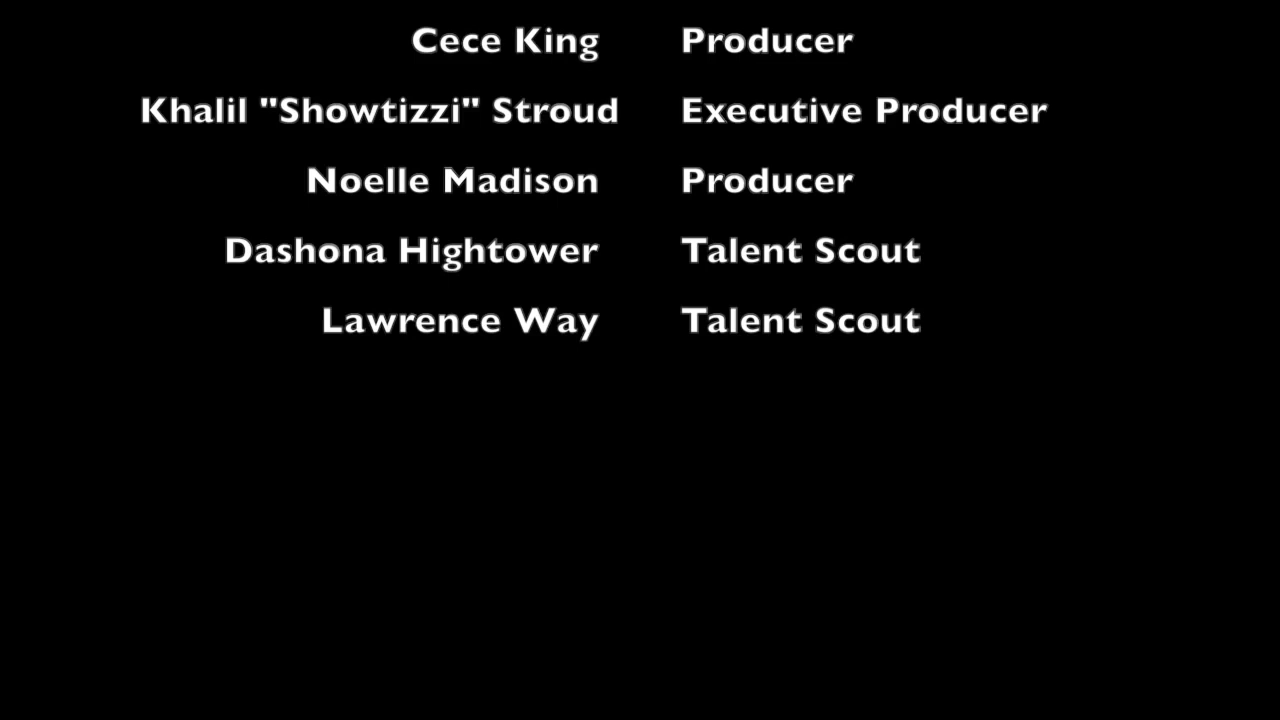 Cece King Producer
Khalil "Showtizzi" Stroud Executive Producer
Noelle Madison Producer
Dashona Hightower Talent Scout
Lawrence Way Talent Scout